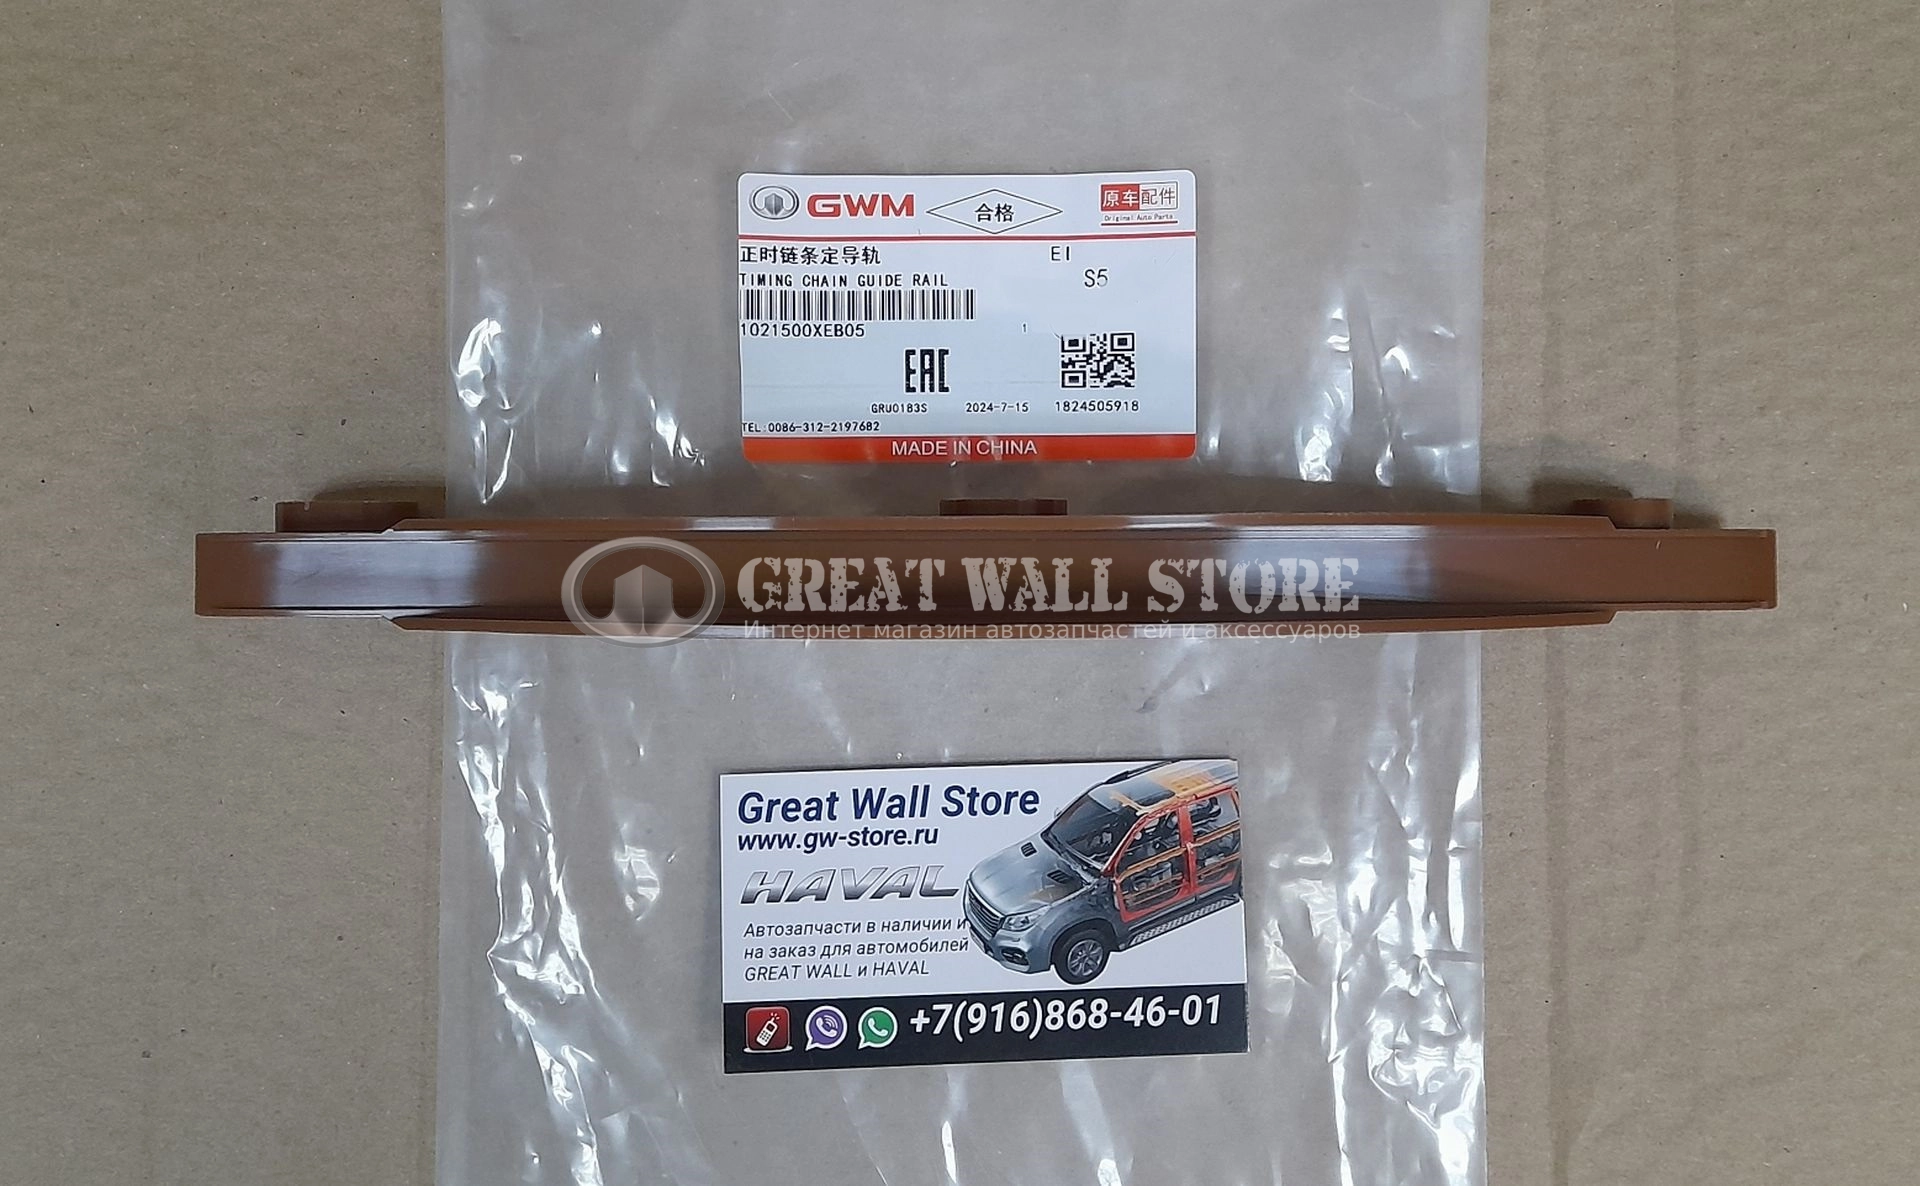 GWM
合格
原车配件
Original Auto Parts
正时链条定导轨 EI
TIMING CHAIN GUIDE RAIL S5
1021500XEB05 1
EAC
GRU0183S 2024-7-15 1824505918
TEL:0086-312-2197682
MADE IN CHINA
GREAT WALL STORE
Интернет магазин автозапчастей и аксессуаров
Great Wall Store
www.gw-store.ru
HAVAL
Автозапчасти в наличии и
на заказ для автомобилей
GREAT WALL и HAVAL
+7(916)868-46-01